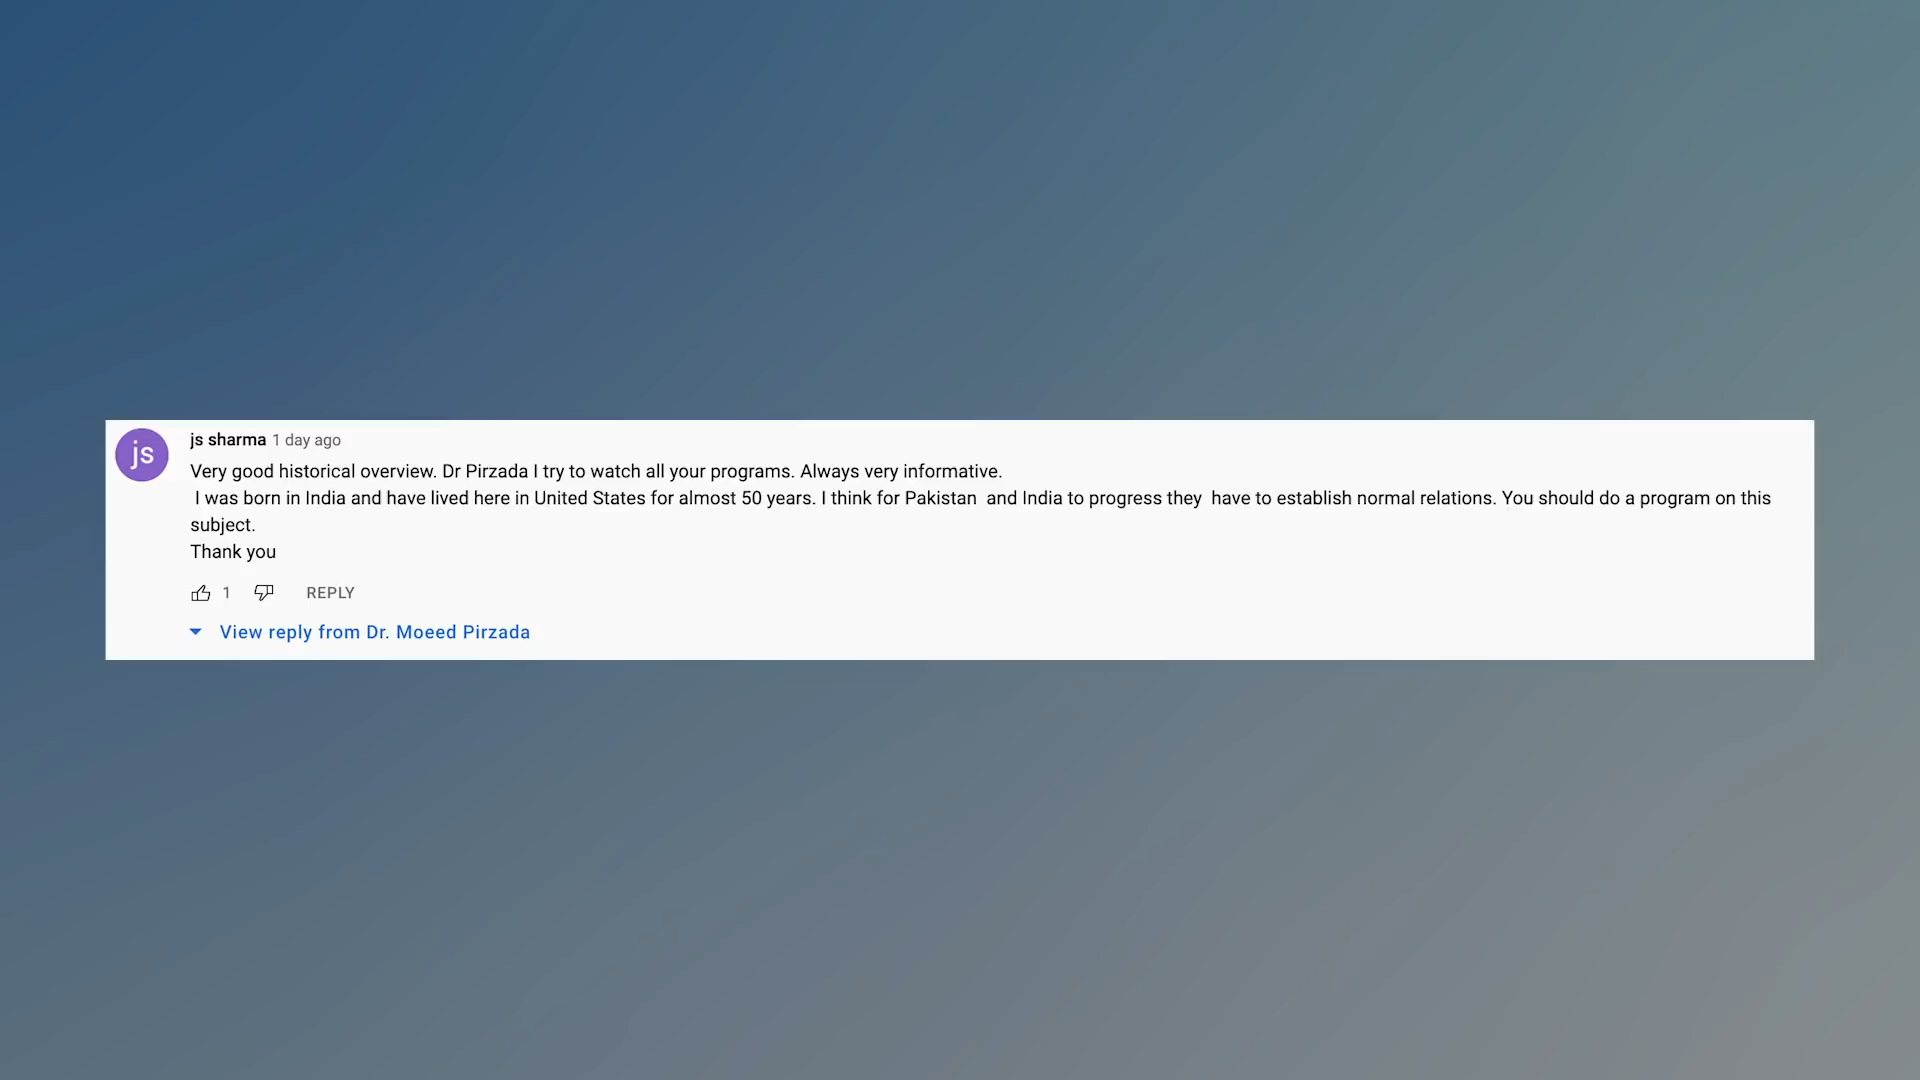 js
js sharma 1 day ago
Very good historical overview. Dr Pirzada I try to watch all your programs. Always very informative.
I was born in India and have lived here in United States for almost 50 years. I think for Pakistan  and India to progress they  have to establish normal relations. You should do a program on this
subject.
Thank you
1 REPLY
View reply from Dr. Moeed Pirzada